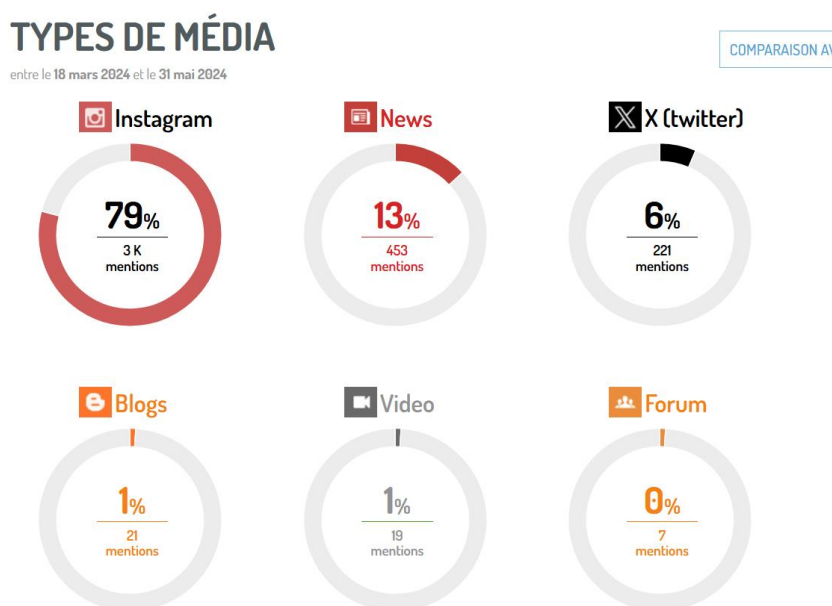 TYPES DE MÉDIA
COMPARAISON AV
entre le 18 mars 2024 et le 31 mai 2024
Instagram
79%
3 K
mentions
News
13%
453
mentions
X (twitter)
6%
221
mentions
Blogs
1%
21
mentions
Video
1%
19
mentions
Forum
0%
7
mentions